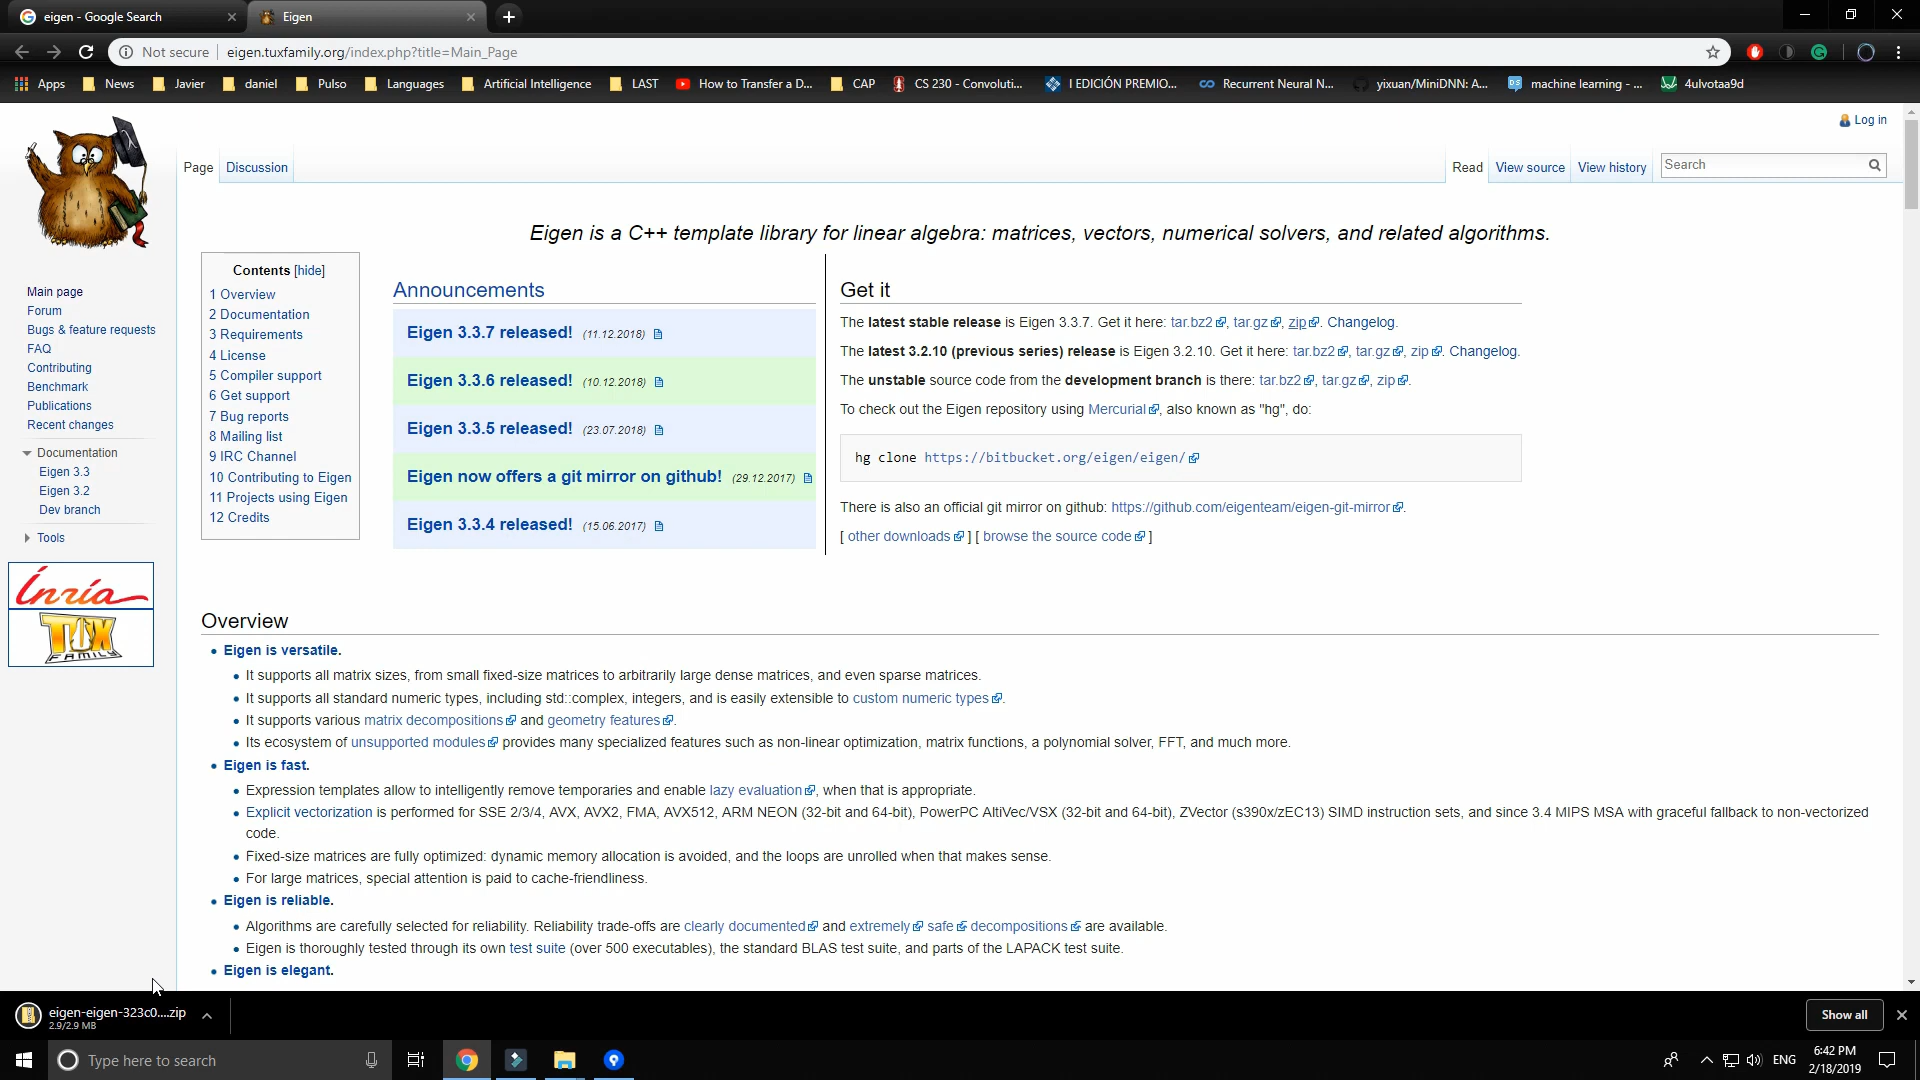 eigen - Google Search
Eigen
Not secure
eigen.tuxfamily.org/index.php?title=Main_Page
Apps
News
Javier
daniel
Pulso
Languages
Artificial Intelligence
LAST
How to Transfer a D...
CAP
CS 230 - Convoluti...
I EDICIÓN PREMIO...
Recurrent Neural N...
yixuan/MiniDNN: A...
machine learning - ...
4ulvotaa9d
Log in
Page
Discussion
Read
View source
View history
Search
Main page
Forum
Bugs & feature requests
FAQ
Contributing
Benchmark
Publications
Recent changes
Documentation
Eigen 3.3
Eigen 3.2
Dev branch
Tools
Inria
TUX
FAMILY
Eigen is a C++ template library for linear algebra: matrices, vectors, numerical solvers, and related algorithms.
Contents [hide]
1 Overview
2 Documentation
3 Requirements
4 License
5 Compiler support
6 Get support
7 Bug reports
8 Mailing list
9 IRC Channel
10 Contributing to Eigen
11 Projects using Eigen
12 Credits
Announcements
Eigen 3.3.7 released! (11.12.2018)
Eigen 3.3.6 released! (10.12.2018)
Eigen 3.3.5 released! (23.07.2018)
Eigen now offers a git mirror on github! (29.12.2017)
Eigen 3.3.4 released! (15.06.2017)
Get it
The latest stable release is Eigen 3.3.7. Get it here: tar.bz2, tar.gz, zip. Changelog.
The latest 3.2.10 (previous series) release is Eigen 3.2.10. Get it here: tar.bz2, tar.gz, zip. Changelog.
The unstable source code from the development branch is there: tar.bz2, tar.gz, zip.
To check out the Eigen repository using Mercurial, also known as "hg", do:
hg clone https://bitbucket.org/eigen/eigen/
There is also an official git mirror on github: https://github.com/eigenteam/eigen-git-mirror.
[ other downloads ] [ browse the source code ]
Overview
Eigen is versatile.
It supports all matrix sizes, from small fixed-size matrices to arbitrarily large dense matrices, and even sparse matrices.
It supports all standard numeric types, including std::complex, integers, and is easily extensible to custom numeric types.
It supports various matrix decompositions and geometry features.
Its ecosystem of unsupported modules provides many specialized features such as non-linear optimization, matrix functions, a polynomial solver, FFT, and much more.
Eigen is fast.
Expression templates allow to intelligently remove temporaries and enable lazy evaluation, when that is appropriate.
Explicit vectorization is performed for SSE 2/3/4, AVX, AVX2, FMA, AVX512, ARM NEON (32-bit and 64-bit), PowerPC AltiVec/VSX (32-bit and 64-bit), ZVector (s390x/zEC13) SIMD instruction sets, and since 3.4 MIPS MSA with graceful fallback to non-vectorized
code.
Fixed-size matrices are fully optimized: dynamic memory allocation is avoided, and the loops are unrolled when that makes sense.
For large matrices, special attention is paid to cache-friendliness.
Eigen is reliable.
Algorithms are carefully selected for reliability. Reliability trade-offs are clearly documented and extremely safe decompositions are available.
Eigen is thoroughly tested through its own test suite (over 500 executables), the standard BLAS test suite, and parts of the LAPACK test suite.
Eigen is elegant.
eigen-eigen-323c0....zip
2.9/2.9 MB
Show all
Type here to search
ENG
6:42 PM
2/18/2019